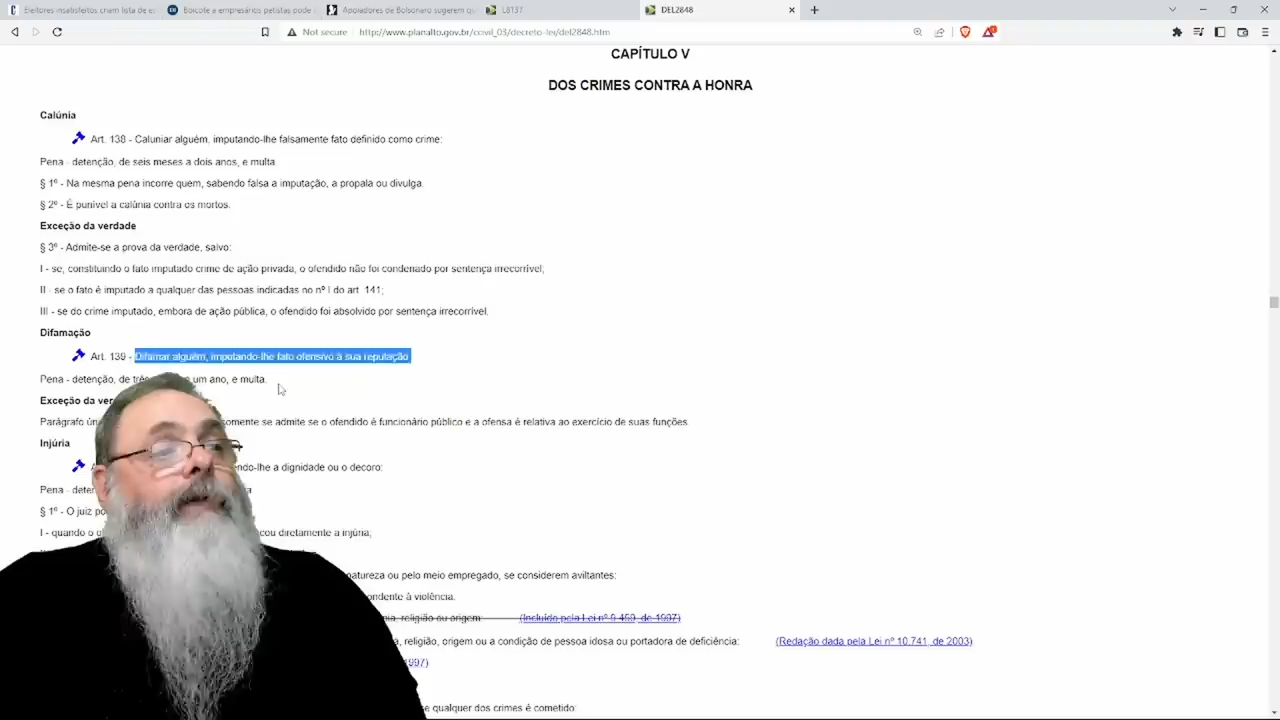 Eleitores insatisfeitos criam lista de es
Boicote a empresários petistas pode
Apoiadores de Bolsonaro sugerem q
L8137
DEL2848
Not secure
http://www.planalto.gov.br/ccivil_03/decreto-lei/del2848.htm
CAPÍTULO V
DOS CRIMES CONTRA A HONRA
Calúnia
Art. 138 - Caluniar alguém, imputando-lhe falsamente fato definido como crime:
Pena - detenção, de seis meses a dois anos, e multa
§ 1º - Na mesma pena incorre quem, sabendo falsa a imputação, a propala ou divulga.
§ 2º - É punível a calúnia contra os mortos.
Exceção da verdade
§ 3º - Admite-se a prova da verdade, salvo:
I - se, constituindo o fato imputado crime de ação privada, o ofendido não foi condenado por sentença irrecorrível;
II - se o fato é imputado a qualquer das pessoas indicadas no nº I do art. 141;
III - se do crime imputado, embora de ação pública, o ofendido foi absolvido por sentença irrecorrível.
Difamação
Art. 139 - Difamar alguém, imputando-lhe fato ofensivo à sua reputação
Pena - detenção, de três um ano, e multa.
Exceção da ver
Parágrafo ún somente se admite se o ofendido é funcionário público e a ofensa é relativa ao exercício de suas funções.
Injúria
A endo-lhe a dignidade ou o decoro:
Pena - deten a
§ 1º - O juiz po
I - quando o o cou diretamente a injúria;
natureza ou pelo meio empregado, se considerem aviltantes:
pondente à violência.
nia, religião ou origem: (Incluído pela Lei nº 9.459, de 1997)
a, religião, origem ou a condição de pessoa idosa ou portadora de deficiência: (Redação dada pela Lei nº 10.741, de 2003)
1997)
se qualquer dos crimes é cometido: